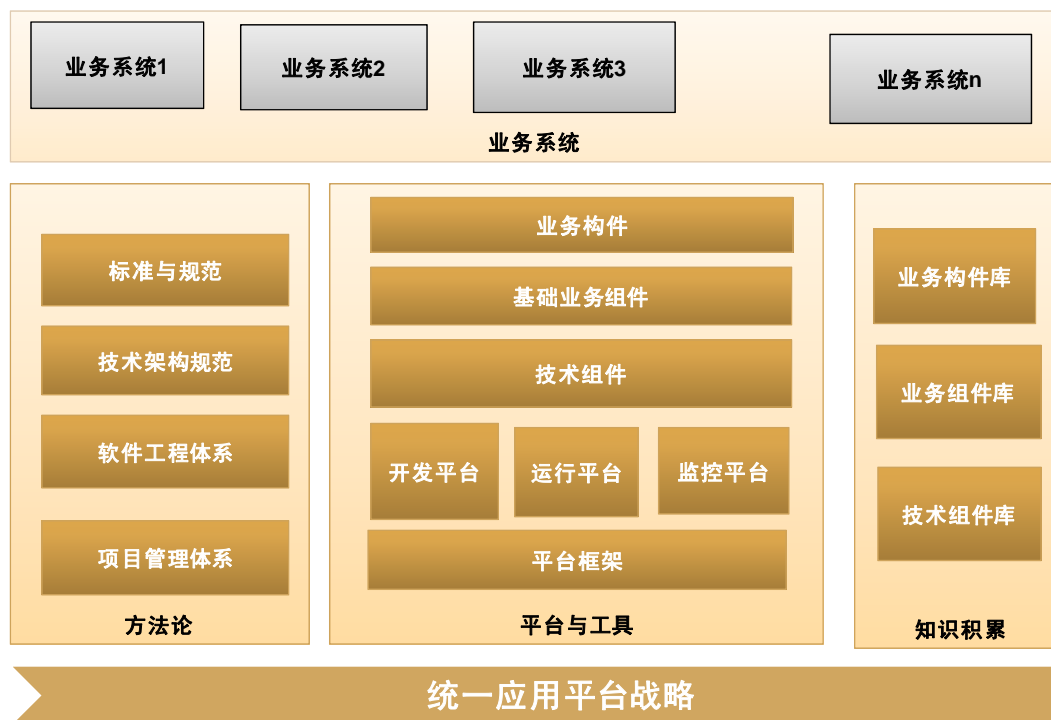 业务系统1
业务系统2
业务系统3
业务系统n
业务系统
标准与规范
技术架构规范
软件工程体系
项目管理体系
方法论
业务构件
基础业务组件
技术组件
开发平台
运行平台
监控平台
平台框架
平台与工具
业务构件库
业务组件库
技术组件库
知识积累
统一应用平台战略